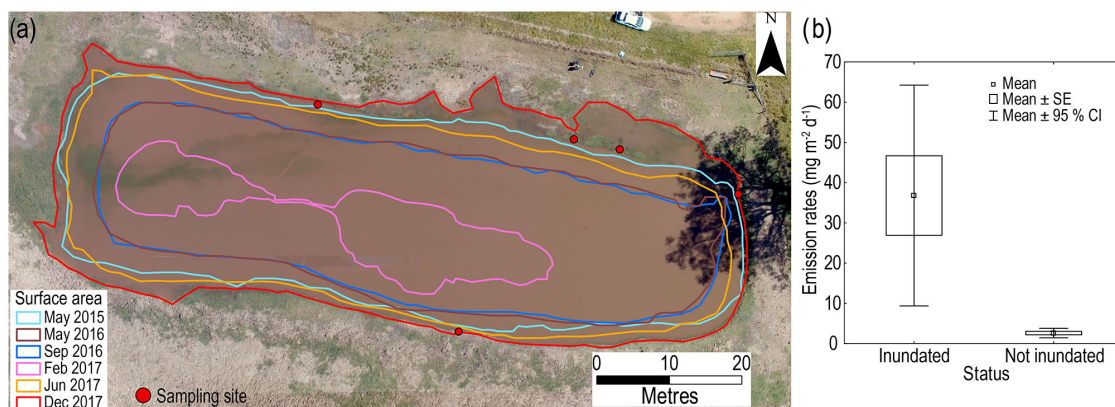 (a)
N
Surface area
May 2015
May 2016
Sep 2016
Feb 2017
Jun 2017
Dec 2017
Sampling site
0 10 20
Metres
(b)
Emission rates (mg m⁻² d⁻¹)
70
60
50
40
30
20
10
0
Mean
Mean ± SE
Mean ± 95 % CI
Inundated Not inundated
Status